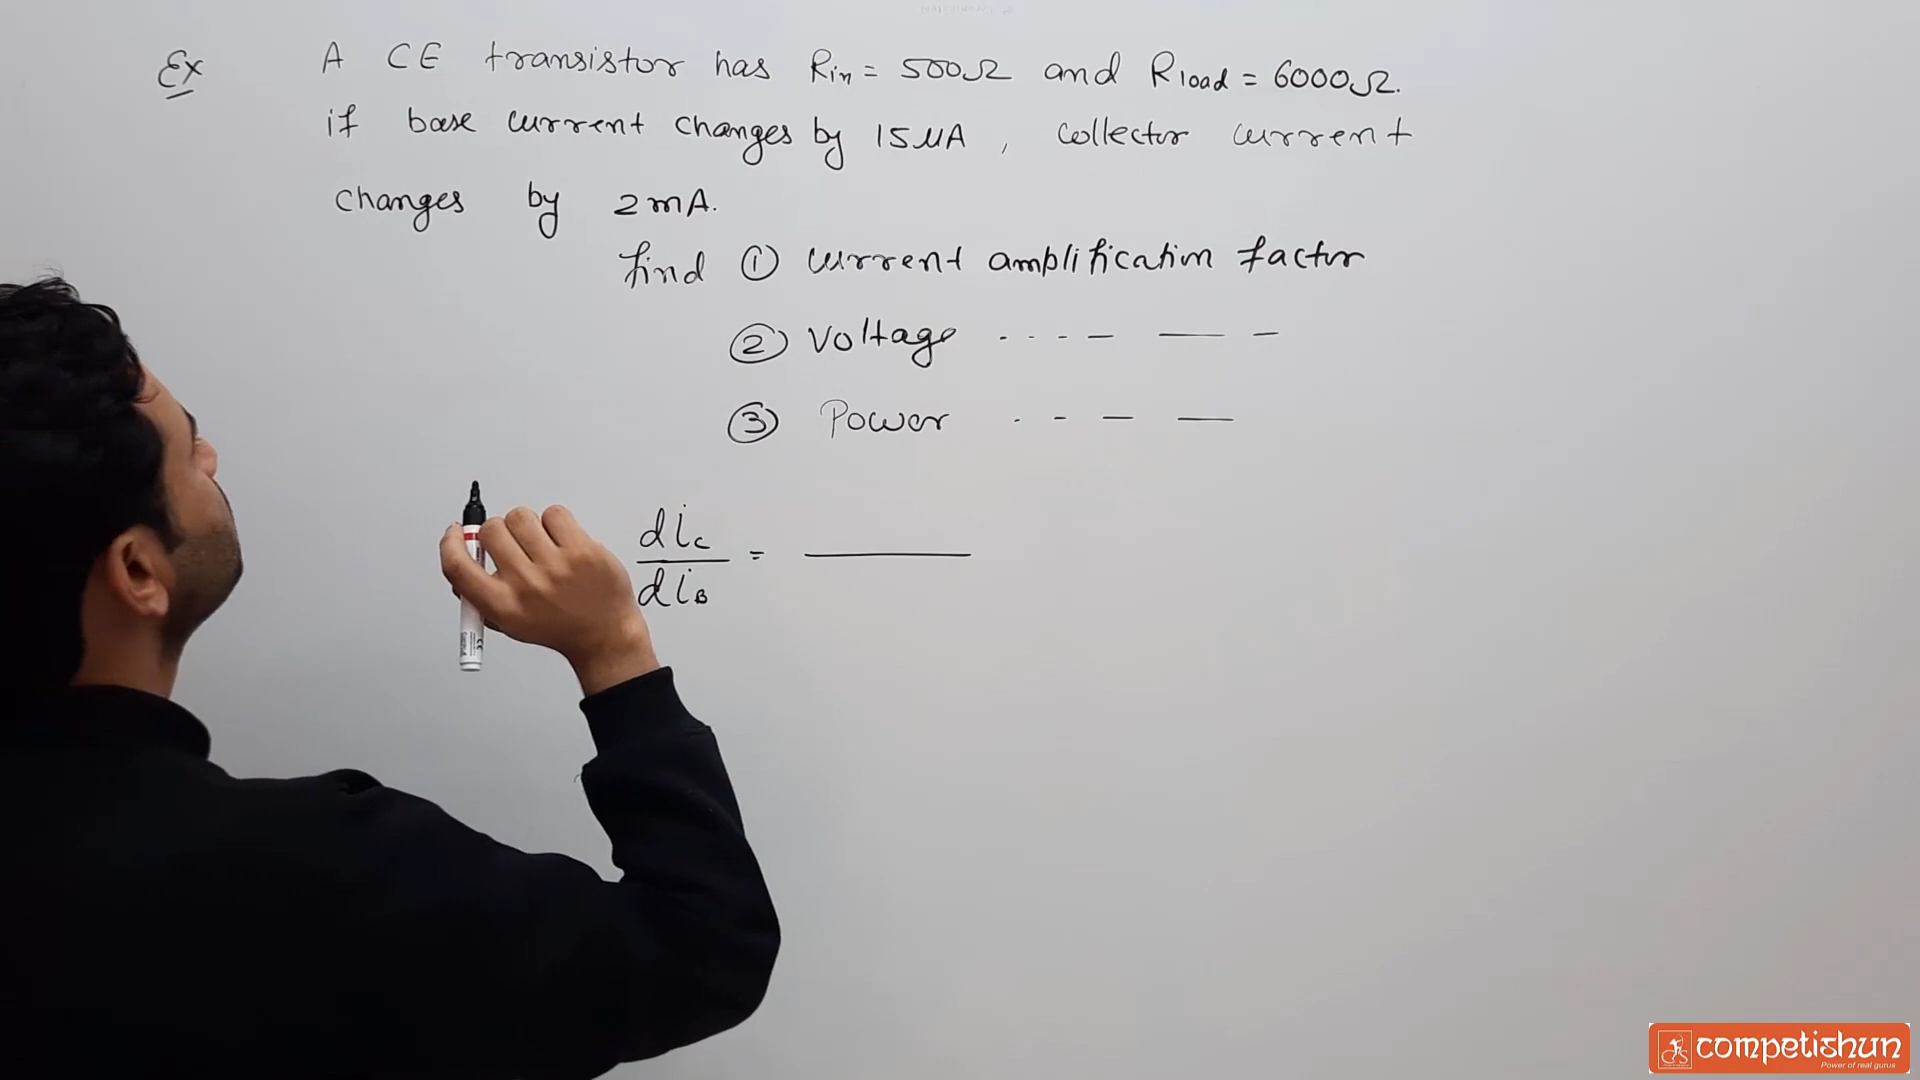 Ex A CE transistor has Rin = 500Ω and Rload = 6000Ω.
if base current changes by 15μA, collector current
changes by 2mA.
find ① current amplification factor
② Voltage ---- — -
③ Power --- —
diC
/diB = ———
competishun
Power of real gurus